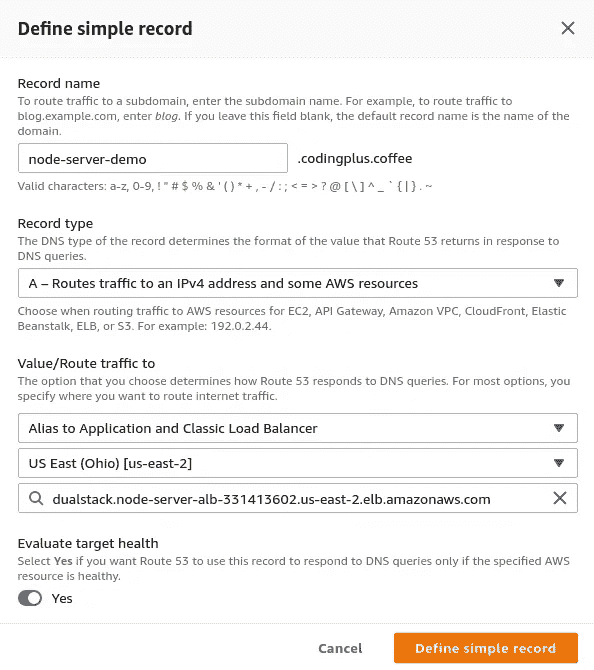 Define simple record
Record name
To route traffic to a subdomain, enter the subdomain name. For example, to route traffic to
blog.example.com, enter blog. If you leave this field blank, the default record name is the name of the
domain.
node-server-demo
.codingplus.coffee
Valid characters: a-z, 0-9, ! " # $ % & ' ( ) * + , - / : ; < = > ? @ [ \ ] ^ _ ` { | } . ~
Record type
The DNS type of the record determines the format of the value that Route 53 returns in response to
DNS queries.
A – Routes traffic to an IPv4 address and some AWS resources
Choose when routing traffic to AWS resources for EC2, API Gateway, Amazon VPC, CloudFront, Elastic
Beanstalk, ELB, or S3. For example: 192.0.2.44.
Value/Route traffic to
The option that you choose determines how Route 53 responds to DNS queries. For most options, you
specify where you want to route internet traffic.
Alias to Application and Classic Load Balancer
US East (Ohio) [us-east-2]
dualstack.node-server-alb-331413602.us-east-2.elb.amazonaws.com
Evaluate target health
Select Yes if you want Route 53 to use this record to respond to DNS queries only if the specified AWS
resource is healthy.
Yes
Cancel
Define simple record